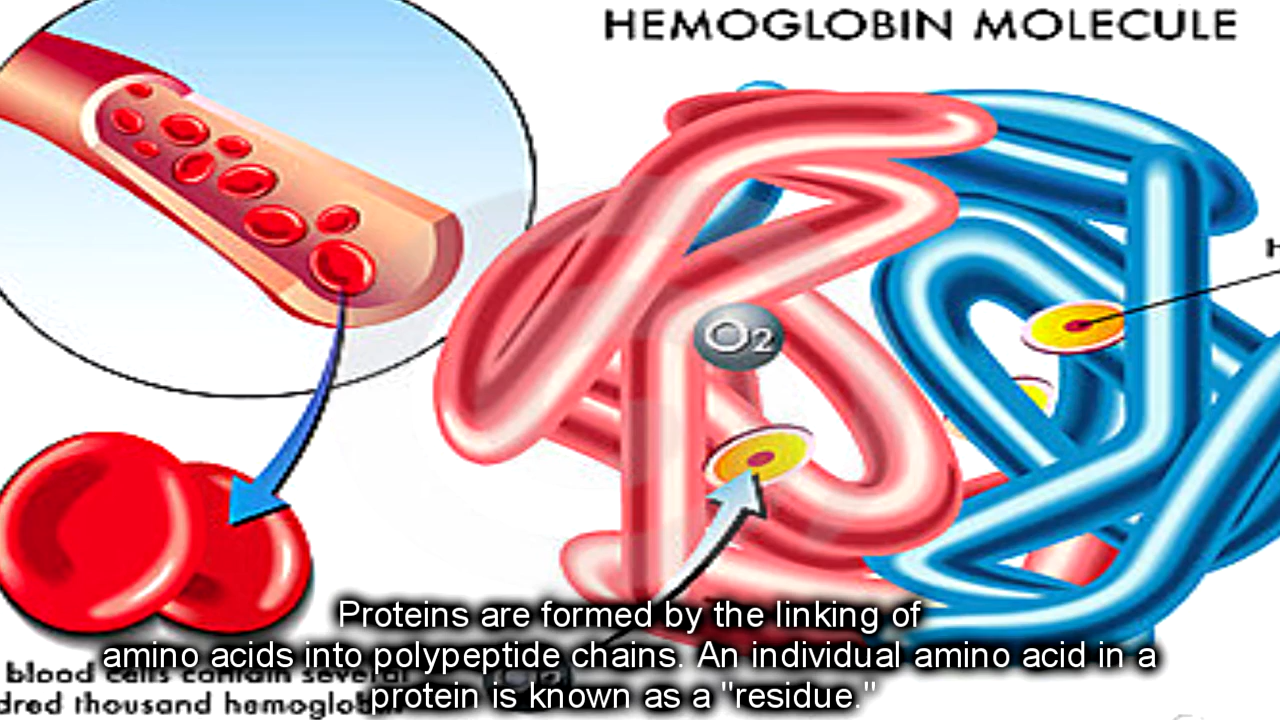 HEMOGLOBIN MOLECULE
H
O2
Proteins are formed by the linking of
amino acids into polypeptide chains. An individual amino acid in a
protein is known as a "residue."
blood cells contain several
dred thousand hemoglobin